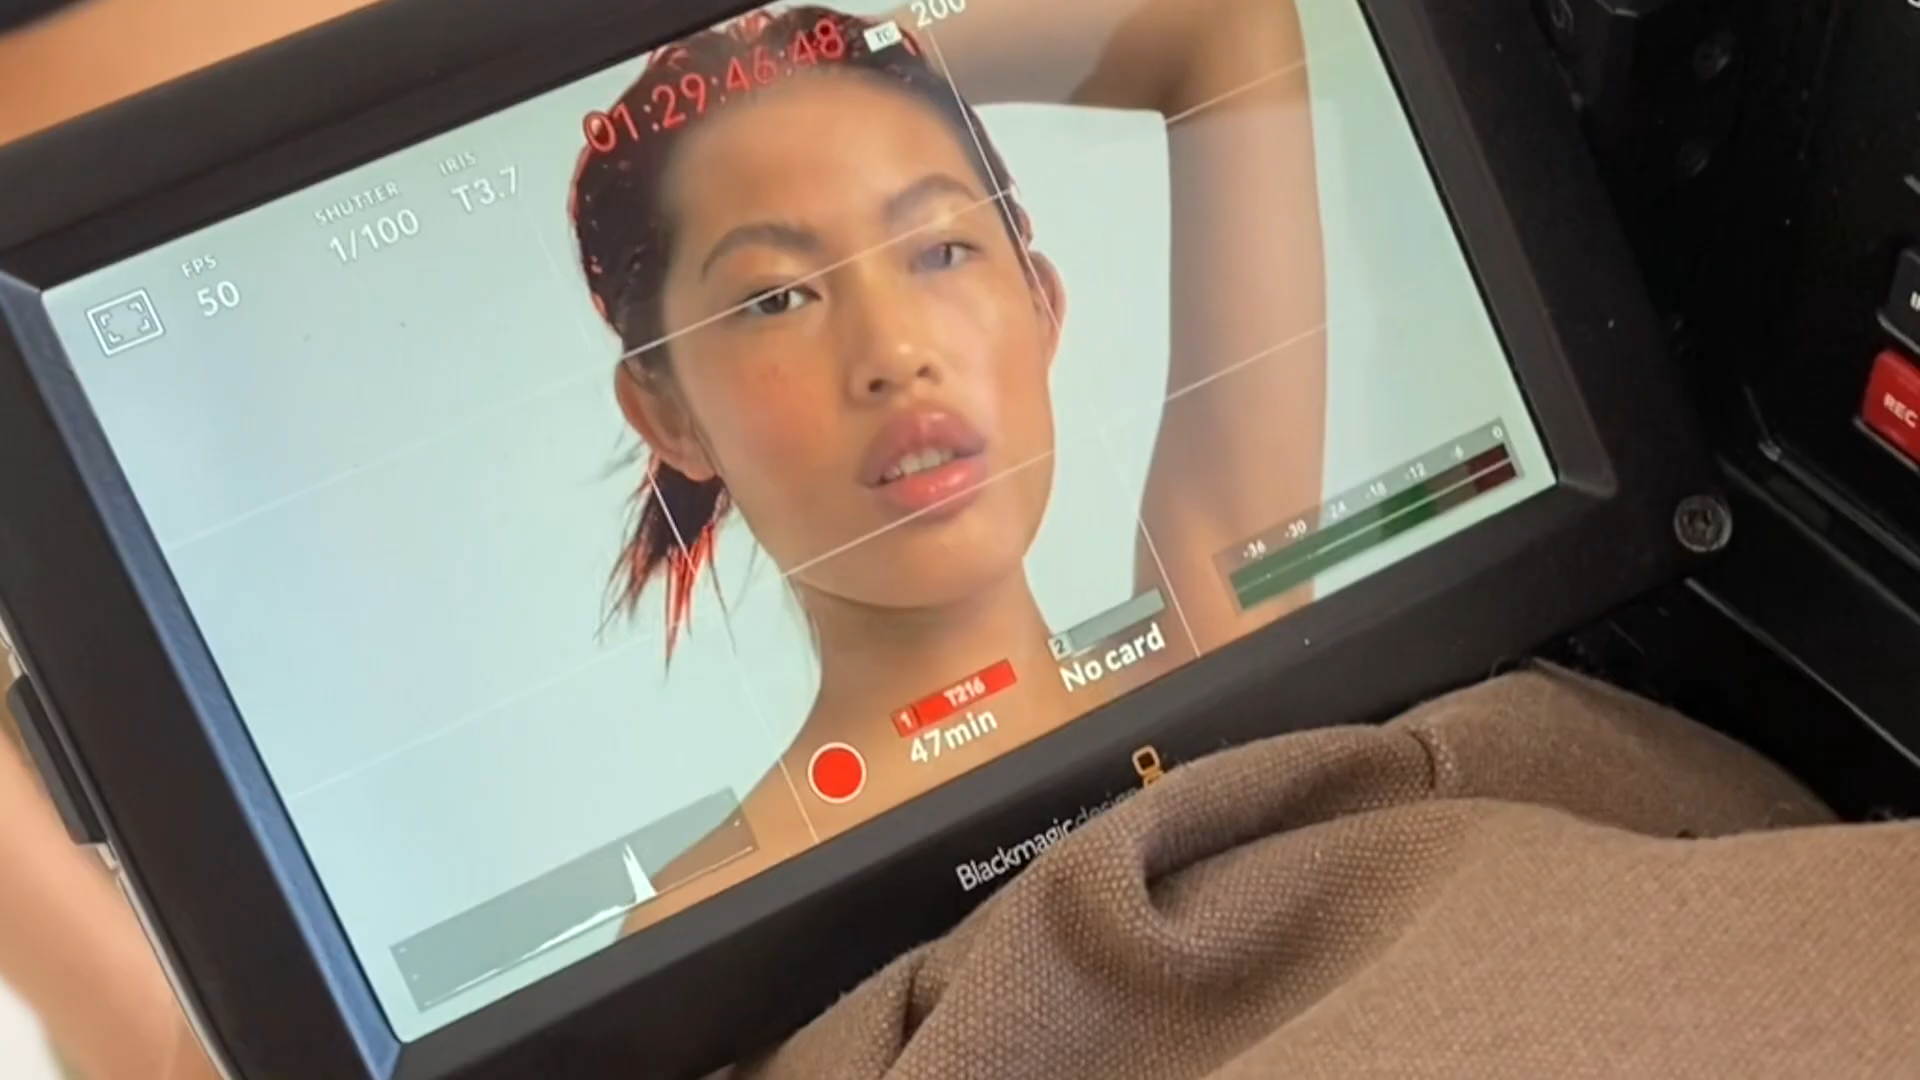 200
01:29:46:48
TC
IRIS
T3.7
SHUTTER
1/100
FPS
50
-36 -30 -24 -18 -12 -6 0
2
No card
1 T216
47min
Blackmagicdesign
REC